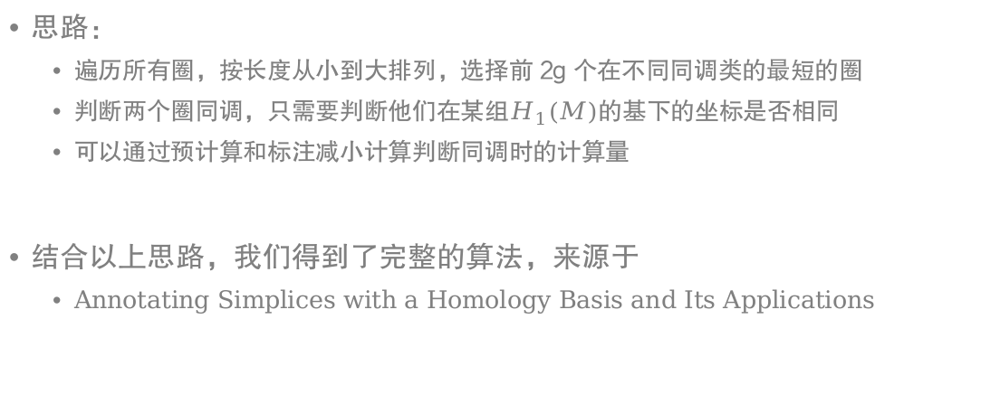 • 思路：
• 遍历所有圈，按长度从小到大排列，选择前 2g 个在不同同调类的最短的圈
• 判断两个圈同调，只需要判断他们在某组H₁(M)的基下的坐标是否相同
• 可以通过预计算和标注减小计算判断同调时的计算量
• 结合以上思路，我们得到了完整的算法，来源于
• Annotating Simplices with a Homology Basis and Its Applications